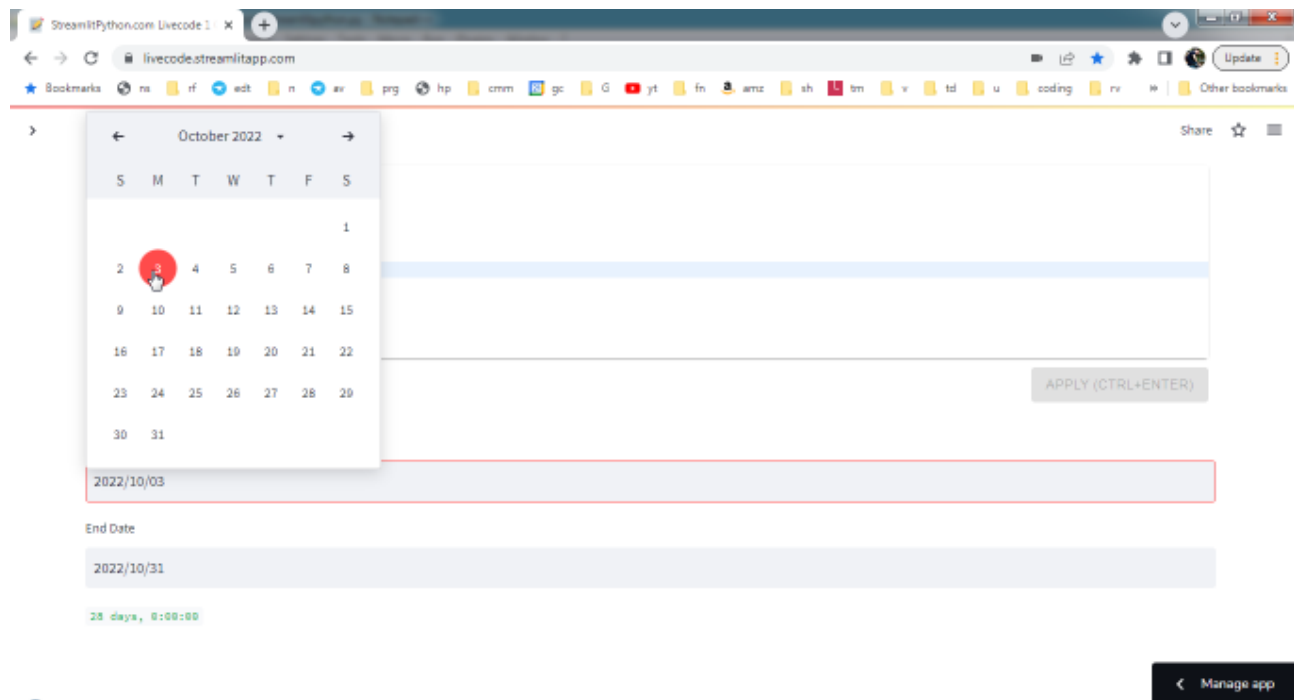 StreamlitPython.com Livecode 1
livecode.streamlitapp.com
Update
Bookmarks ns rf edt n av prg hp cmm gc G yt fn amz sh tm v td u coding rv » Other bookmarks
Share
October 2022
S M T W T F S
1
2 3 4 5 6 7 8
9 10 11 12 13 14 15
16 17 18 19 20 21 22
23 24 25 26 27 28 29
30 31
APPLY (CTRL+ENTER)
2022/10/03
End Date
2022/10/31
28 days, 0:00:00
Manage app